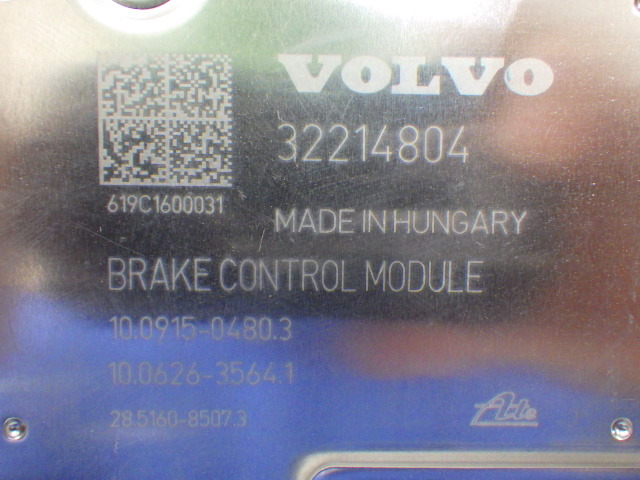 VOLVO
32214804
619C1600031
MADE IN HUNGARY
BRAKE CONTROL MODULE
10.0915-0480.3
10.0626-3564.1
28.5160-8507.3
Ate